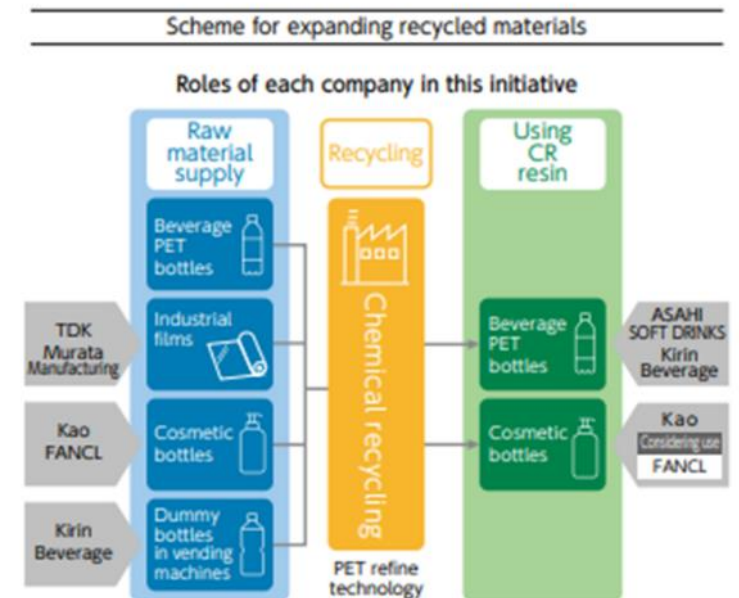 Scheme for expanding recycled materials
Roles of each company in this initiative
Raw
material
supply
Recycling
Using
CR
resin
Beverage
PET
bottles
TDK
Murata
Manufacturing
Industrial
films
Kao
FANCL
Cosmetic
bottles
Kirin
Beverage
Dummy
bottles
in vending
machines
Chemical recycling
PET refine
technology
Beverage
PET
bottles
ASAHI
SOFT DRINKS
Kirin
Beverage
Cosmetic
bottles
Kao
Considering use
FANCL